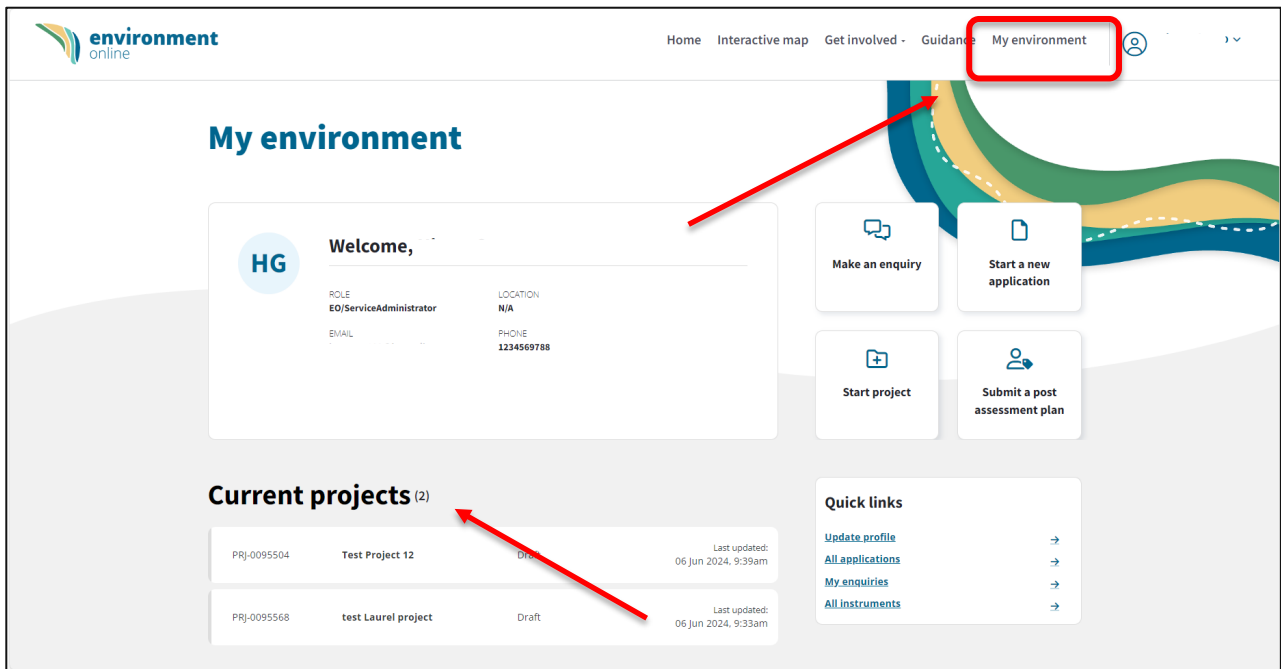 environment
online
Home Interactive map Get involved - Guidance My environment
My environment
HG
Welcome,
ROLE
EO/ServiceAdministrator
LOCATION
N/A
EMAIL
PHONE
1234569788
Make an enquiry
Start a new
application
Start project
Submit a post
assessment plan
Current projects (2)
PRJ-0095504 Test Project 12 Draft Last updated:
06 Jun 2024, 9:39am
PRJ-0095568 test Laurel project Draft Last updated:
06 Jun 2024, 9:33am
Quick links
Update profile
All applications
My enquiries
All instruments